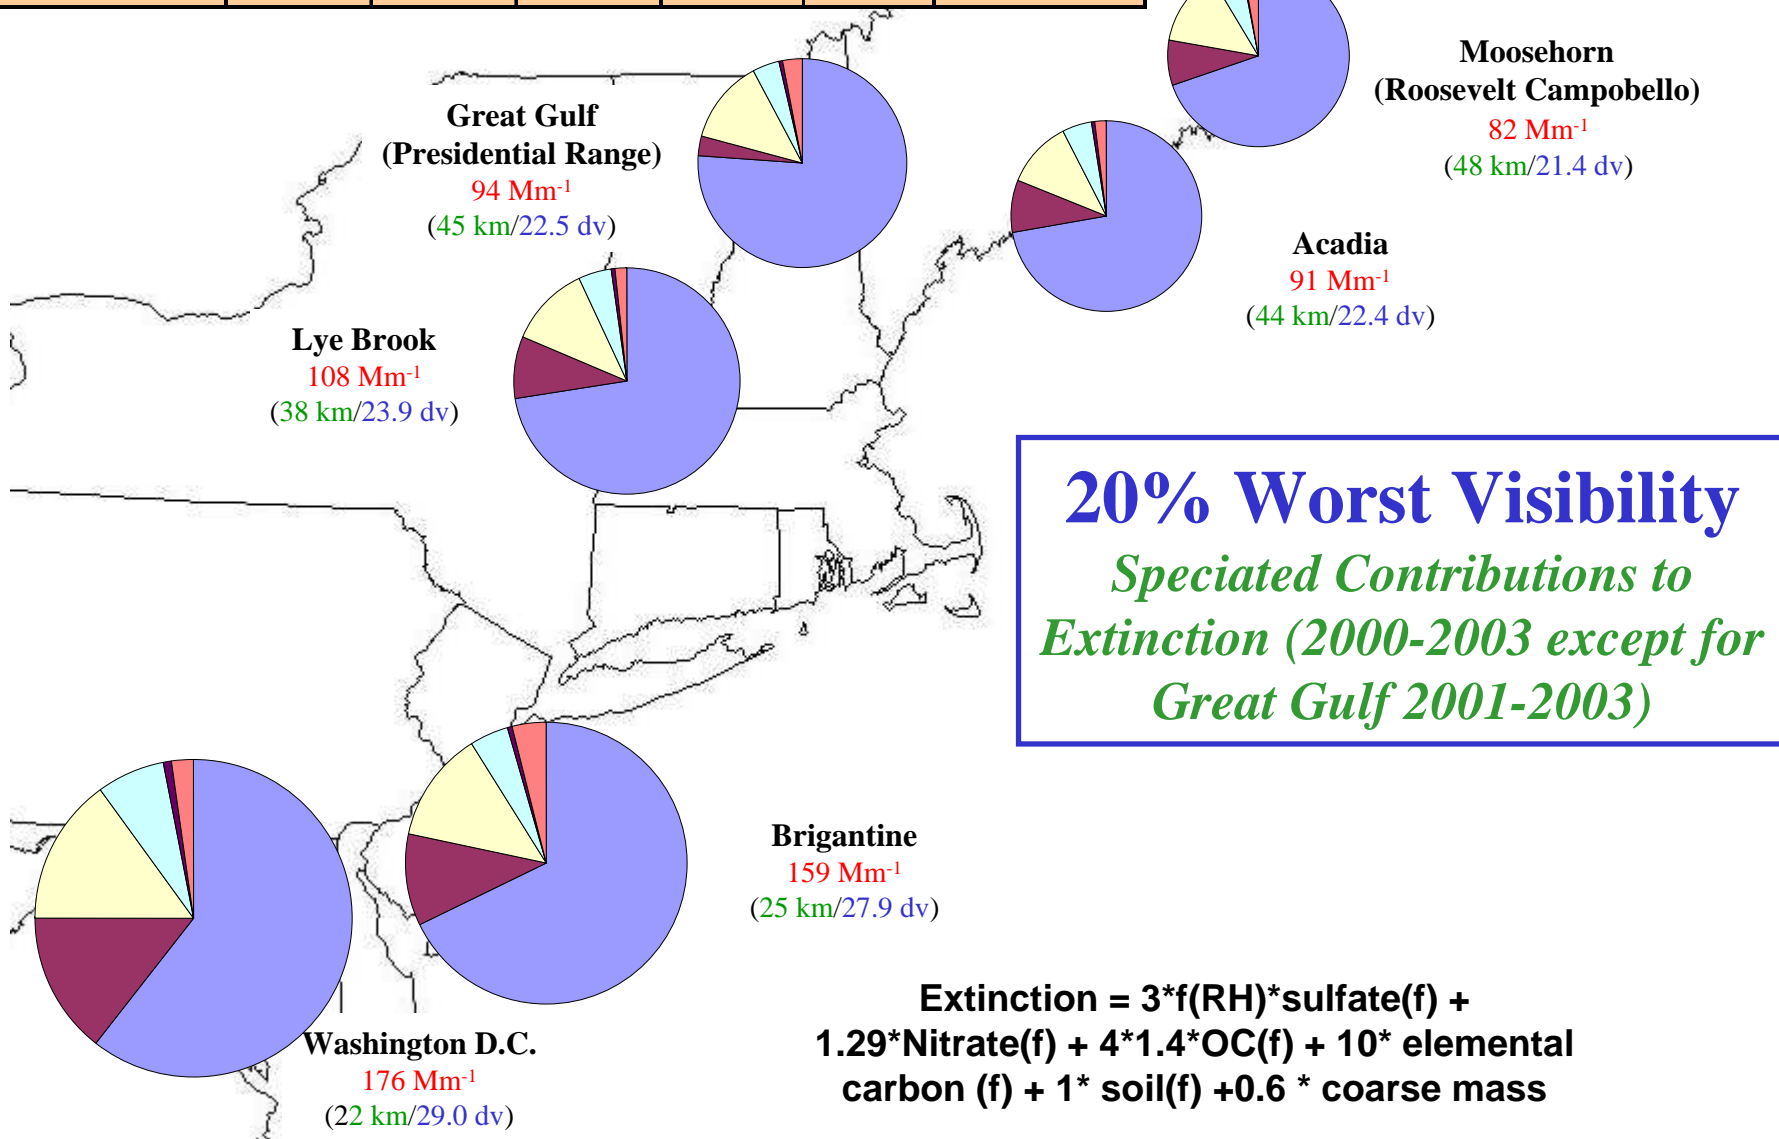 Moosehorn
(Roosevelt Campobello)
82 Mm-1
(48 km/21.4 dv)
Great Gulf
(Presidential Range)
94 Mm-1
(45 km/22.5 dv)
Acadia
91 Mm-1
(44 km/22.4 dv)
Lye Brook
108 Mm-1
(38 km/23.9 dv)
20% Worst Visibility
Speciated Contributions to
Extinction (2000-2003 except for
Great Gulf 2001-2003)
Brigantine
159 Mm-1
(25 km/27.9 dv)
Washington D.C.
176 Mm-1
(22 km/29.0 dv)
Extinction = 3*f(RH)*sulfate(f) +
1.29*Nitrate(f) + 4*1.4*OC(f) + 10* elemental
carbon (f) + 1* soil(f) +0.6 * coarse mass